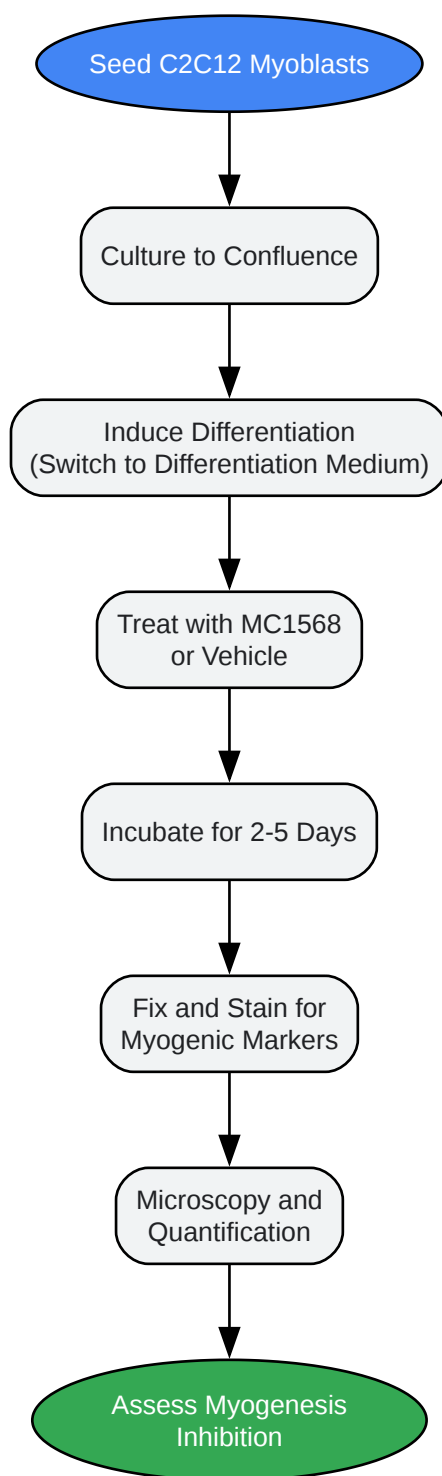 Seed C2C12 Myoblasts
Culture to Confluence
Induce Differentiation
(Switch to Differentiation Medium)
Treat with MC1568
or Vehicle
Incubate for 2-5 Days
Fix and Stain for
Myogenic Markers
Microscopy and
Quantification
Assess Myogenesis
Inhibition